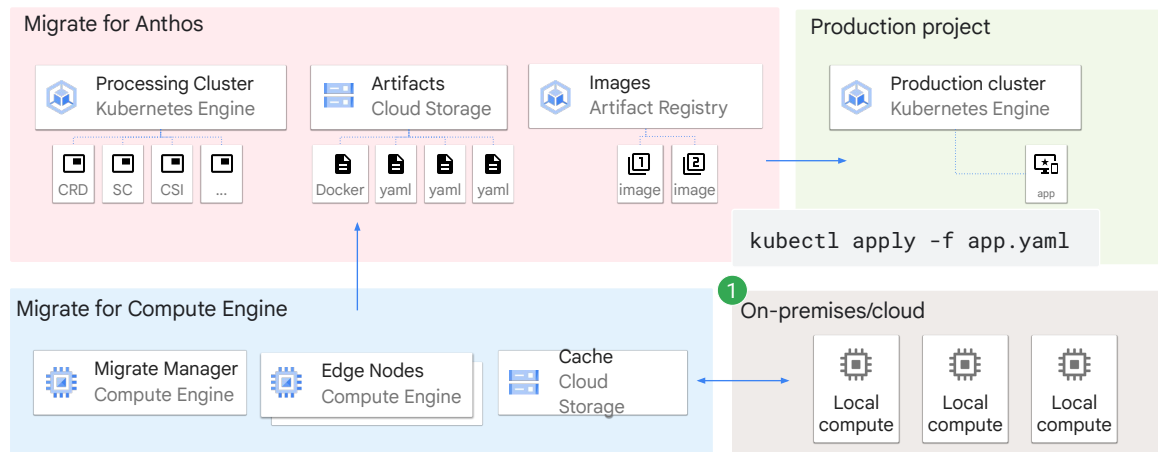 Migrate for Anthos
Processing Cluster
Kubernetes Engine
CRD
SC
CSI
...
Artifacts
Cloud Storage
Docker
yaml
yaml
yaml
Images
Artifact Registry
1
2
image
image
Production project
Production cluster
Kubernetes Engine
app
kubectl apply -f app.yaml
Migrate for Compute Engine
Migrate Manager
Compute Engine
Edge Nodes
Compute Engine
Cache
Cloud
Storage
1
On-premises/cloud
Local
compute
Local
compute
Local
compute